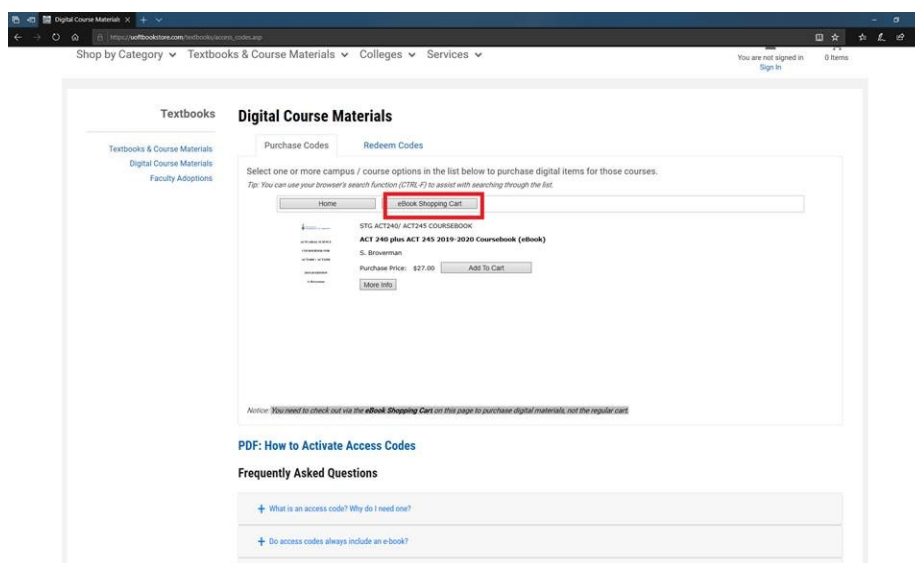 Digital Course Materials
https://uoftbookstore.com/textbooks/access_codes.asp
Shop by Category Textbooks & Course Materials Colleges Services
You are not signed in
Sign In
0 Items
Textbooks
Textbooks & Course Materials
Digital Course Materials
Faculty Adoptions
Digital Course Materials
Purchase Codes Redeem Codes
Select one or more campus / course options in the list below to purchase digital items for those courses.
Tip: You can use your browser's search function (CTRL-F) to assist with searching through the list.
Home eBook Shopping Cart
STG ACT240/ ACT245 COURSEBOOK
ACT 240 plus ACT 245 2019-2020 Coursebook (eBook)
S. Broverman
Purchase Price: $27.00 Add To Cart
More Info
Notice: You need to check out via the eBook Shopping Cart on this page to purchase digital materials, not the regular cart.
PDF: How to Activate Access Codes
Frequently Asked Questions
+ What is an access code? Why do I need one?
+ Do access codes always include an e-book?